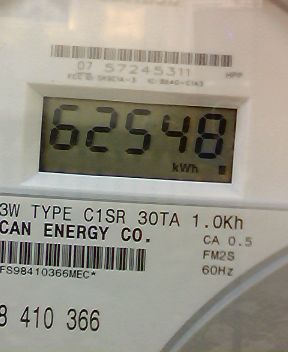 07 57245311
HPP
62548
kWh
3W TYPE C1SR 30TA 1.0Kh
CAN ENERGY CO.
CA 0.5
FM2S
60Hz
FS98410366MEC*
8 410 366